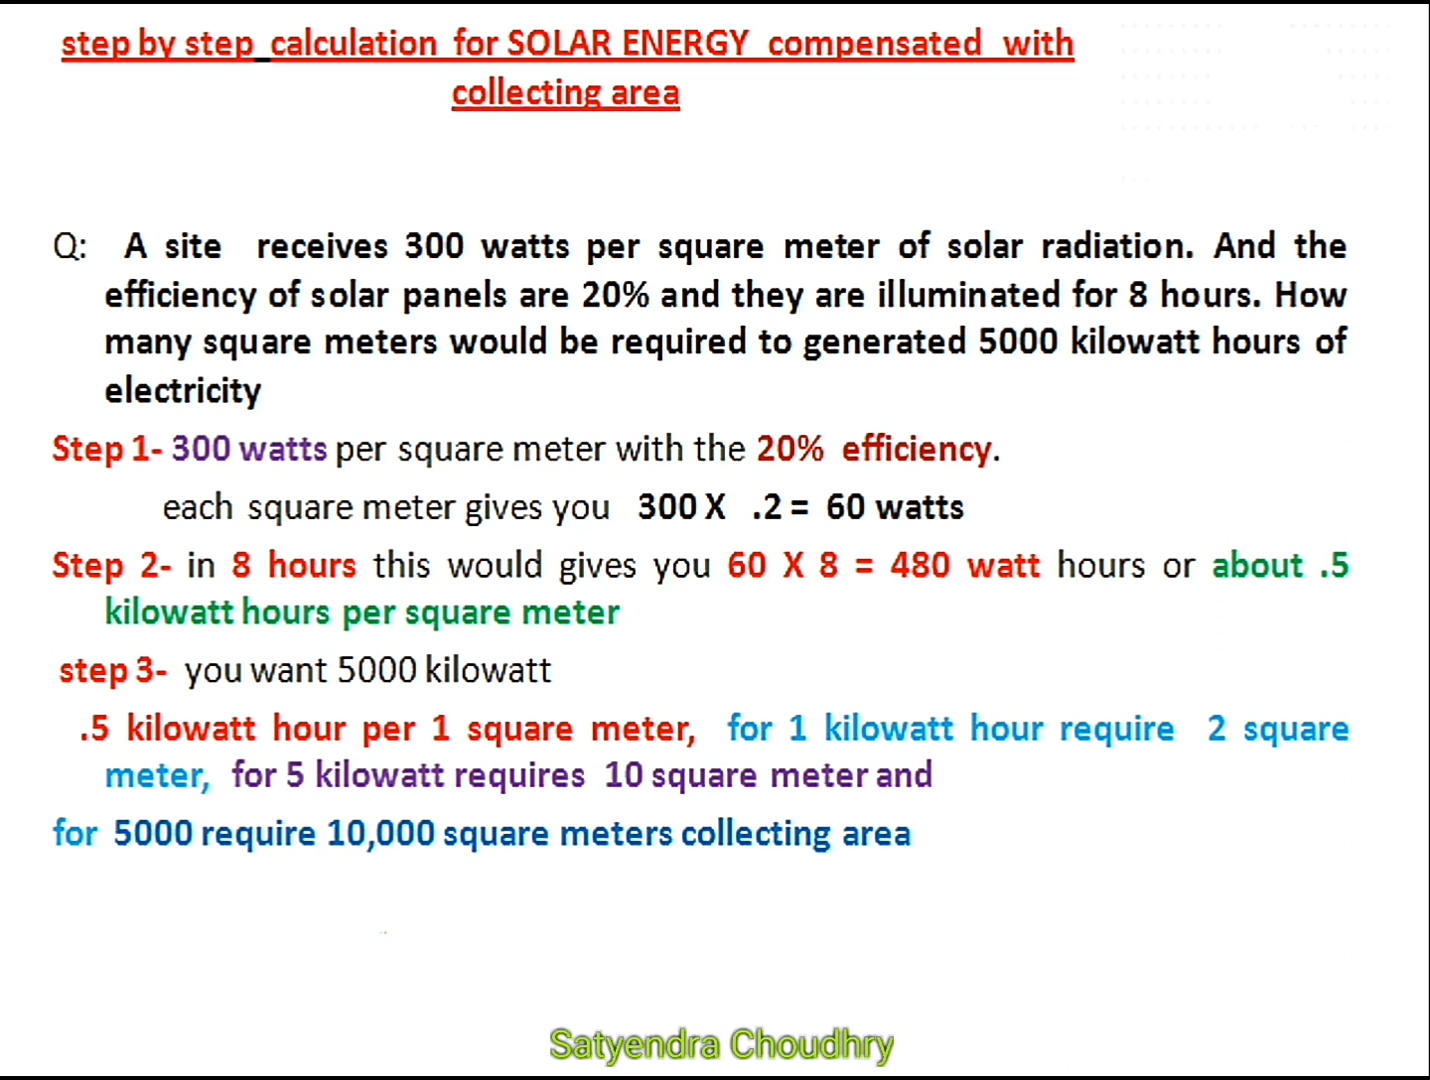 step by step_calculation for SOLAR ENERGY compensated with
collecting area
Q: A site receives 300 watts per square meter of solar radiation. And the
efficiency of solar panels are 20% and they are illuminated for 8 hours. How
many square meters would be required to generated 5000 kilowatt hours of
electricity
Step 1- 300 watts per square meter with the 20% efficiency.
each square meter gives you 300 X .2 = 60 watts
Step 2- in 8 hours this would gives you 60 X 8 = 480 watt hours or about .5
kilowatt hours per square meter
step 3- you want 5000 kilowatt
.5 kilowatt hour per 1 square meter, for 1 kilowatt hour require 2 square
meter, for 5 kilowatt requires 10 square meter and
for 5000 require 10,000 square meters collecting area
Satyendra Choudhry